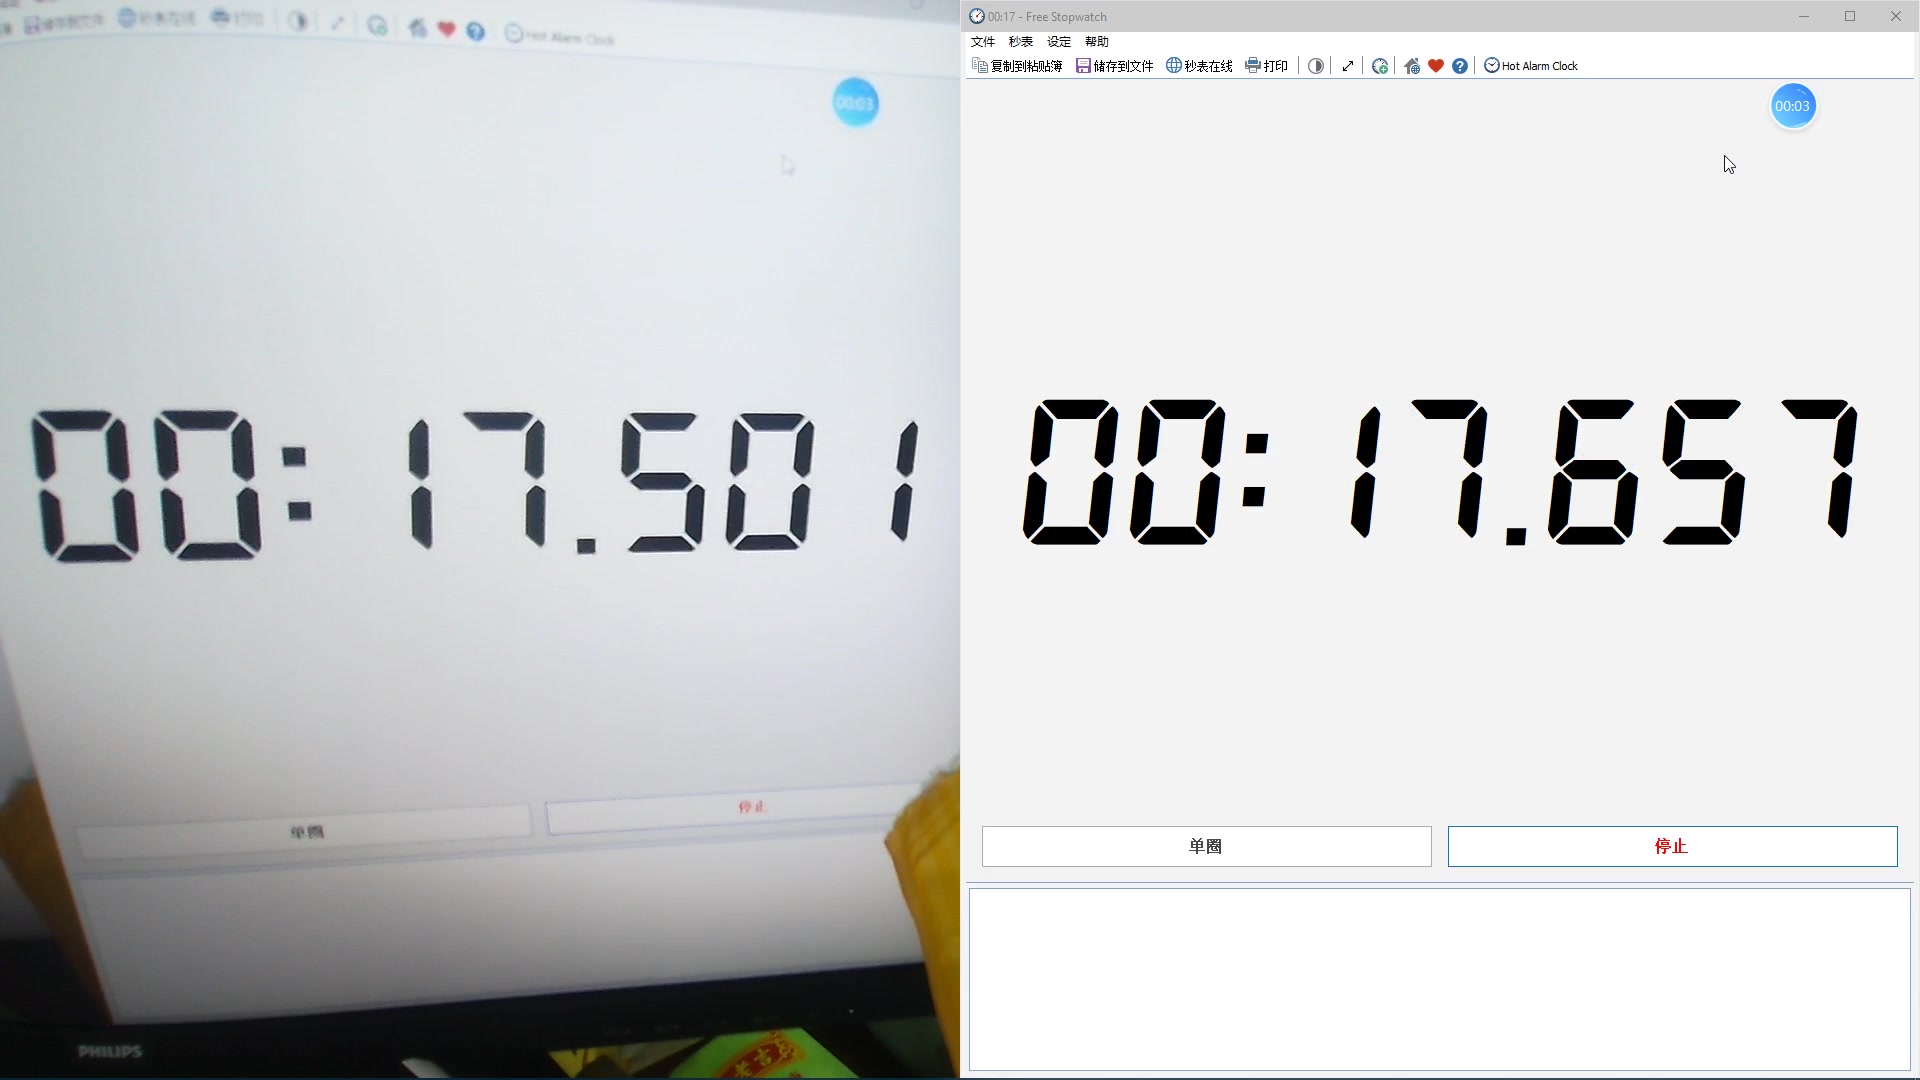 储存到文件 秒表在线 打印 Hot Alarm Clock
00:03
00:17.501
单圈 停止
PHILIPS
00:17 - Free Stopwatch
文件 秒表 设定 帮助
复制到粘贴簿 储存到文件 秒表在线 打印 Hot Alarm Clock
00:03
00:17.657
单圈 停止